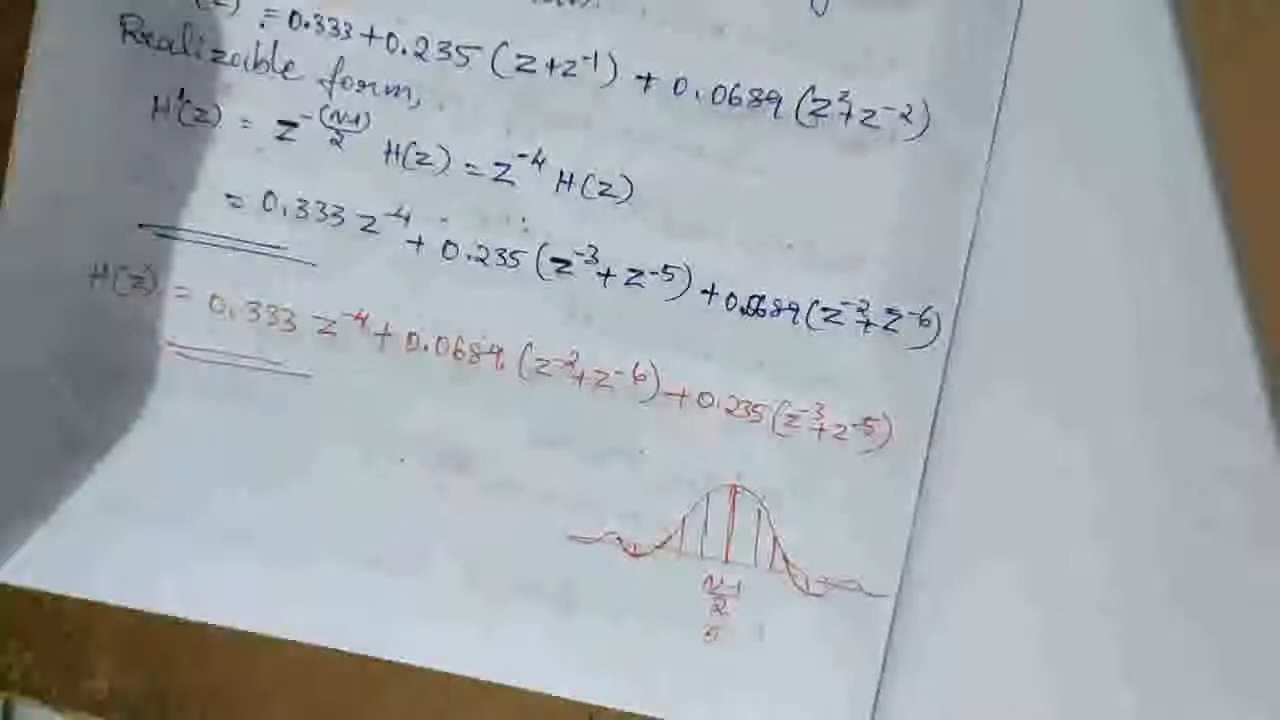 (z) = 0.333 + 0.235 (z+z⁻¹) + 0.0689 (z²+z⁻²)
Realizable form,
H'(z) = z^-(N-1)/2 H(z) = z⁻⁴ H(z)
= 0.333 z⁻⁴ + 0.235 (z⁻³+z⁻⁵) + 0.0689 (z⁻²+z⁻⁶)
H(z) = 0.333 z⁻⁴ + 0.0689 (z⁻²+z⁻⁶) + 0.235 (z⁻³+z⁻⁵)
N-1
2